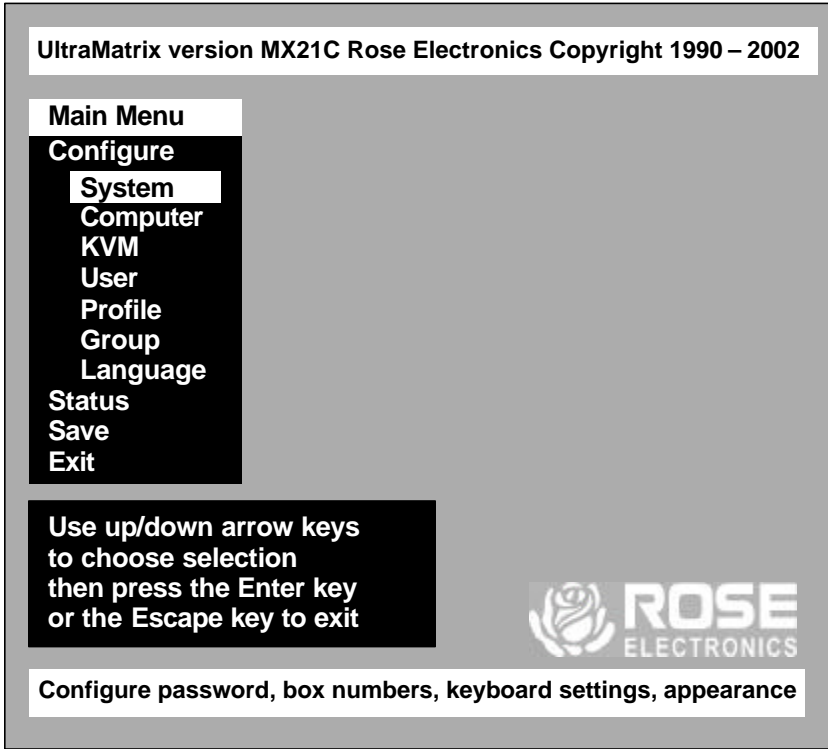 UltraMatrix version MX21C Rose Electronics Copyright 1990 – 2002
Main Menu
Configure
System
Computer
KVM
User
Profile
Group
Language
Status
Save
Exit
Use up/down arrow keys
to choose selection
then press the Enter key
or the Escape key to exit
ROSE
ELECTRONICS
Configure password, box numbers, keyboard settings, appearance